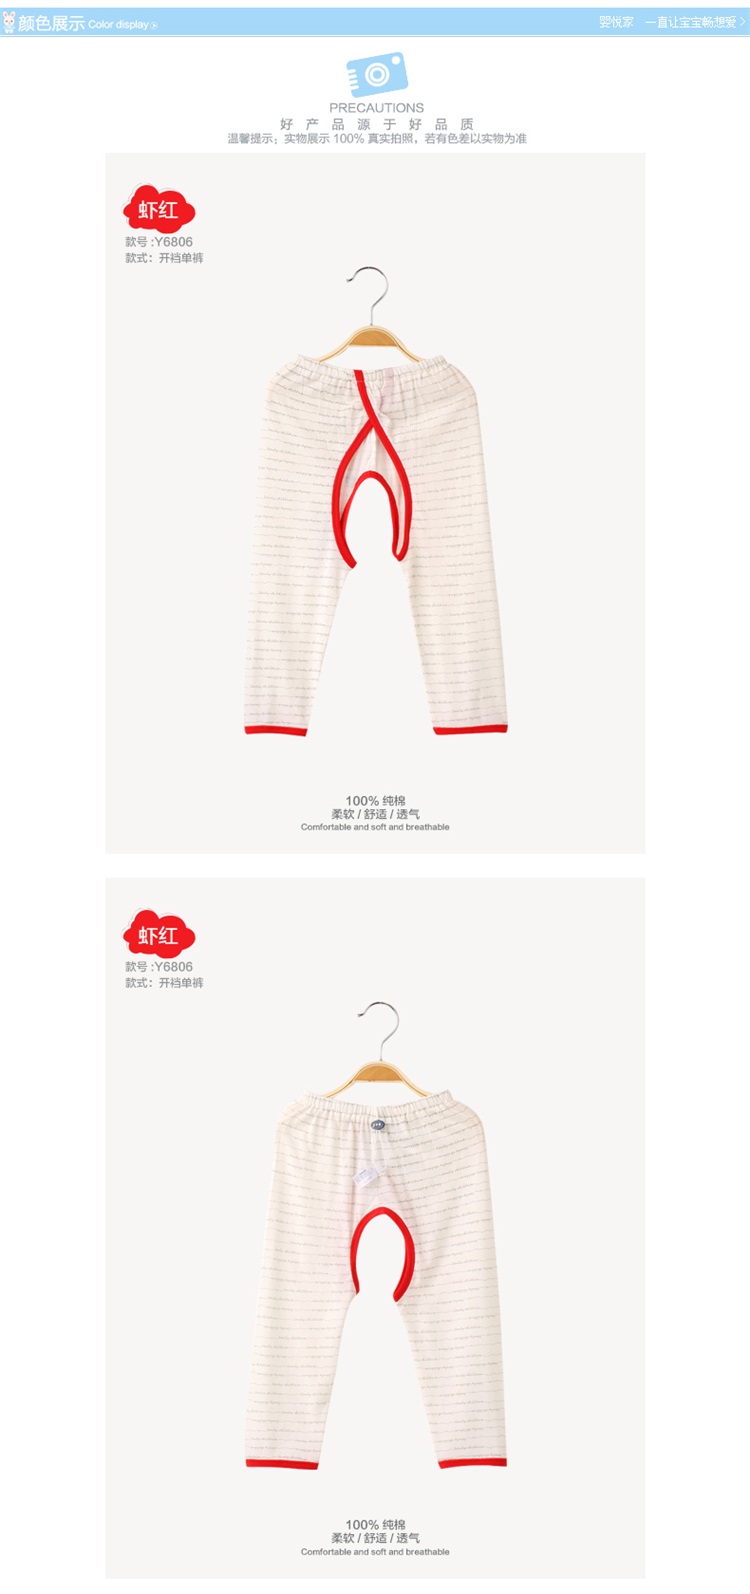 颜色展示 Color display
婴悦家 一直让宝宝畅想爱
PRECAUTIONS
好产品源于好品质
温馨提示：实物展示 100% 真实拍照，若有色差以实物为准
虾红
款号 :Y6806
款式：开裆单裤
100% 纯棉
柔软 / 舒适 / 透气
Comfortable and soft and breathable
虾红
款号 :Y6806
款式：开裆单裤
100% 纯棉
柔软 / 舒适 / 透气
Comfortable and soft and breathable